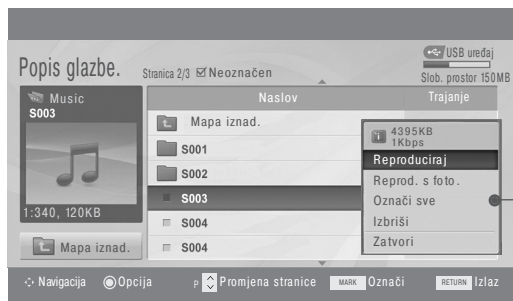 USB uređaj
Popis glazbe.
Stranica 2/3 Neoznačen
Slob. prostor 150MB
Music
S003
1:340, 120KB
Mapa iznad.
Naslov
Trajanje
Mapa iznad.
S001
S002
S003
S004
S004
4395KB
1Kbps
Reproduciraj
Reprod. s foto.
Označi sve
Izbriši
Zatvori
Navigacija
Opcija
P Promjena stranice
MARK Označi
RETURN Izlaz